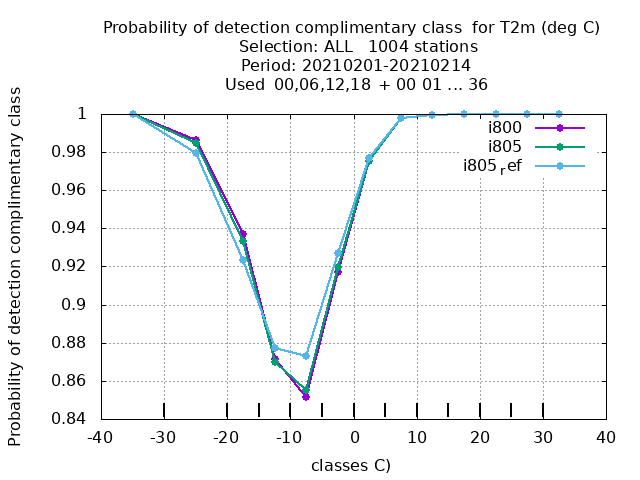 Probability of detection complimentary class for T2m (deg C)
Selection: ALL 1004 stations
Period: 20210201-20210214
Used 00,06,12,18 + 00 01 ... 36
Probability of detection complimentary class
1
0.98
0.96
0.94
0.92
0.9
0.88
0.86
0.84
i800
i805
i805ref
-40 -30 -20 -10 0 10 20 30 40
classes C)